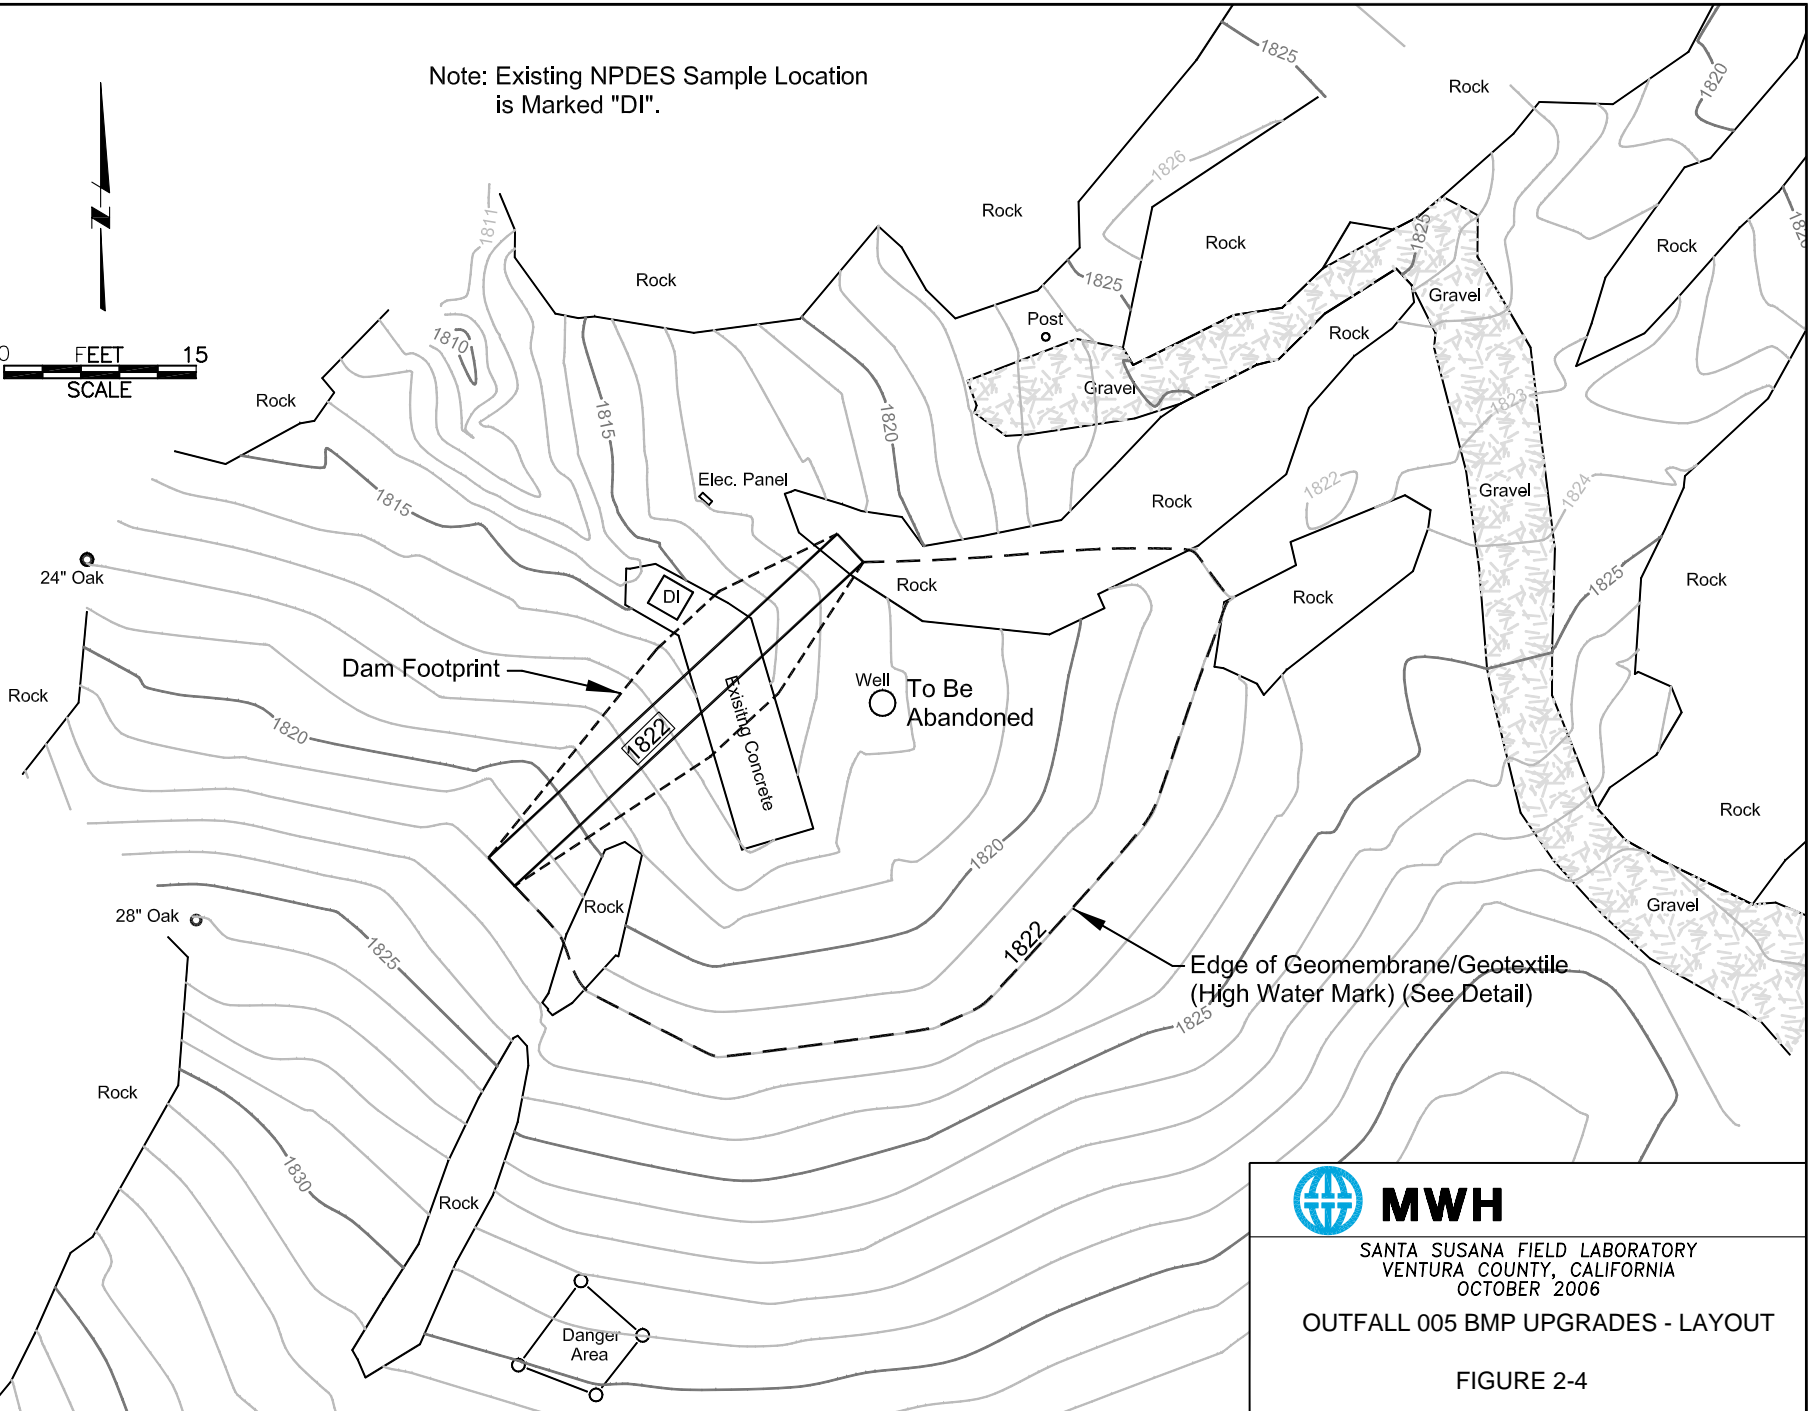 Note: Existing NPDES Sample Location
is Marked "DI".
1825
Rock
1820
1826
1811
Rock
Rock
1825
Rock
1820
Rock
1825
Gravel
1810
Post
Rock
0 FEET 15
SCALE
Rock
1815
Gravel
1820
1823
Elec. Panel
1815
Rock
1822
Gravel
1824
24" Oak
DI
Rock
Rock
1825
Rock
Dam Footprint
Rock
Well
To Be
Abandoned
Exisitng Concrete
1820
1822
Rock
1820
28" Oak
Rock
Gravel
1825
1822
Edge of Geomembrane/Geotextile
(High Water Mark) (See Detail)
1825
Rock
1830
Rock
Danger
Area
MWH
SANTA SUSANA FIELD LABORATORY
VENTURA COUNTY, CALIFORNIA
OCTOBER 2006
OUTFALL 005 BMP UPGRADES - LAYOUT
FIGURE 2-4